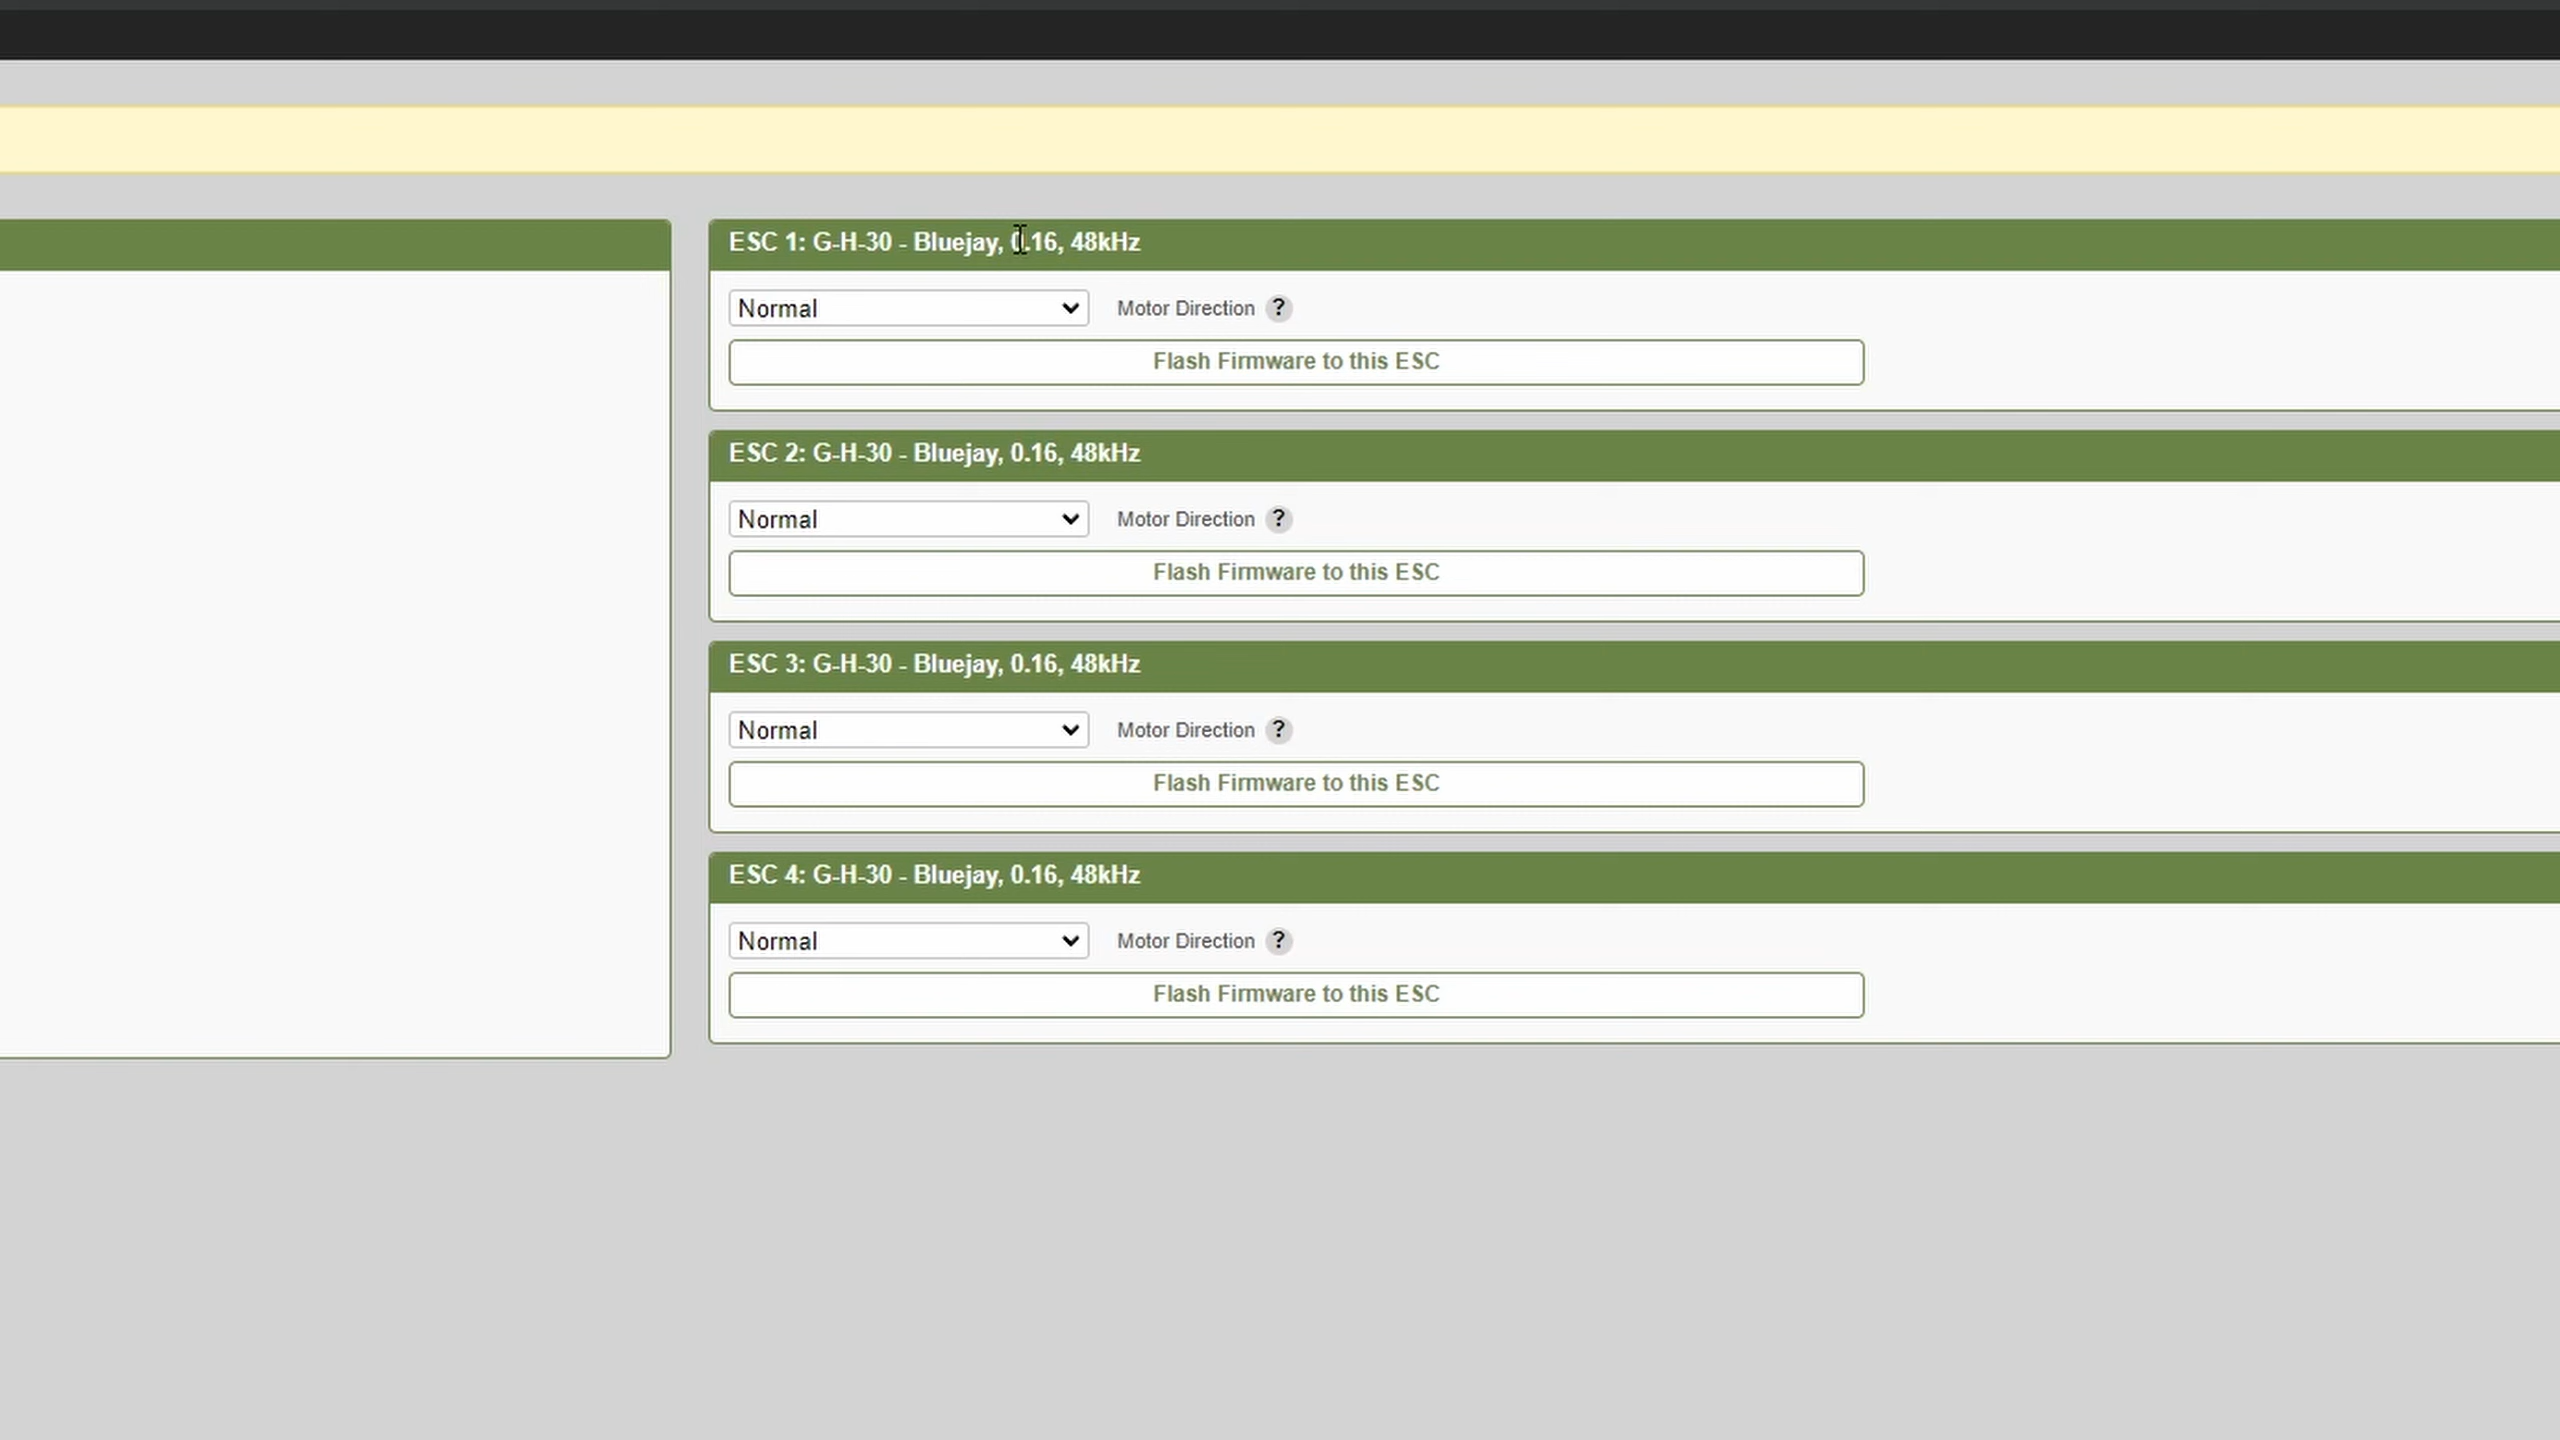 ESC 1: G-H-30 - Bluejay, 0.16, 48kHz
Normal Motor Direction ?
Flash Firmware to this ESC
ESC 2: G-H-30 - Bluejay, 0.16, 48kHz
Normal Motor Direction ?
Flash Firmware to this ESC
ESC 3: G-H-30 - Bluejay, 0.16, 48kHz
Normal Motor Direction ?
Flash Firmware to this ESC
ESC 4: G-H-30 - Bluejay, 0.16, 48kHz
Normal Motor Direction ?
Flash Firmware to this ESC